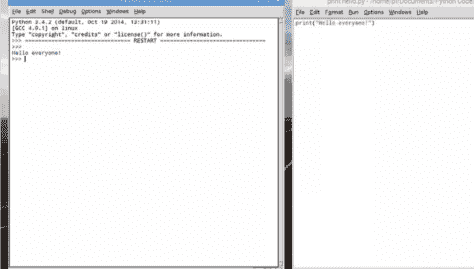 File Edit Shell Debug Options Windows Help
Python 3.4.2 (default, Oct 19 2014, 13:31:11)
[GCC 4.9.1] on linux
Type "copyright", "credits" or "license()" for more information.
>>> ================================ RESTART ================================
>>>
Hello everyone!
>>>
File Edit Format Run Options Windows Help
print("Hello everyone!")